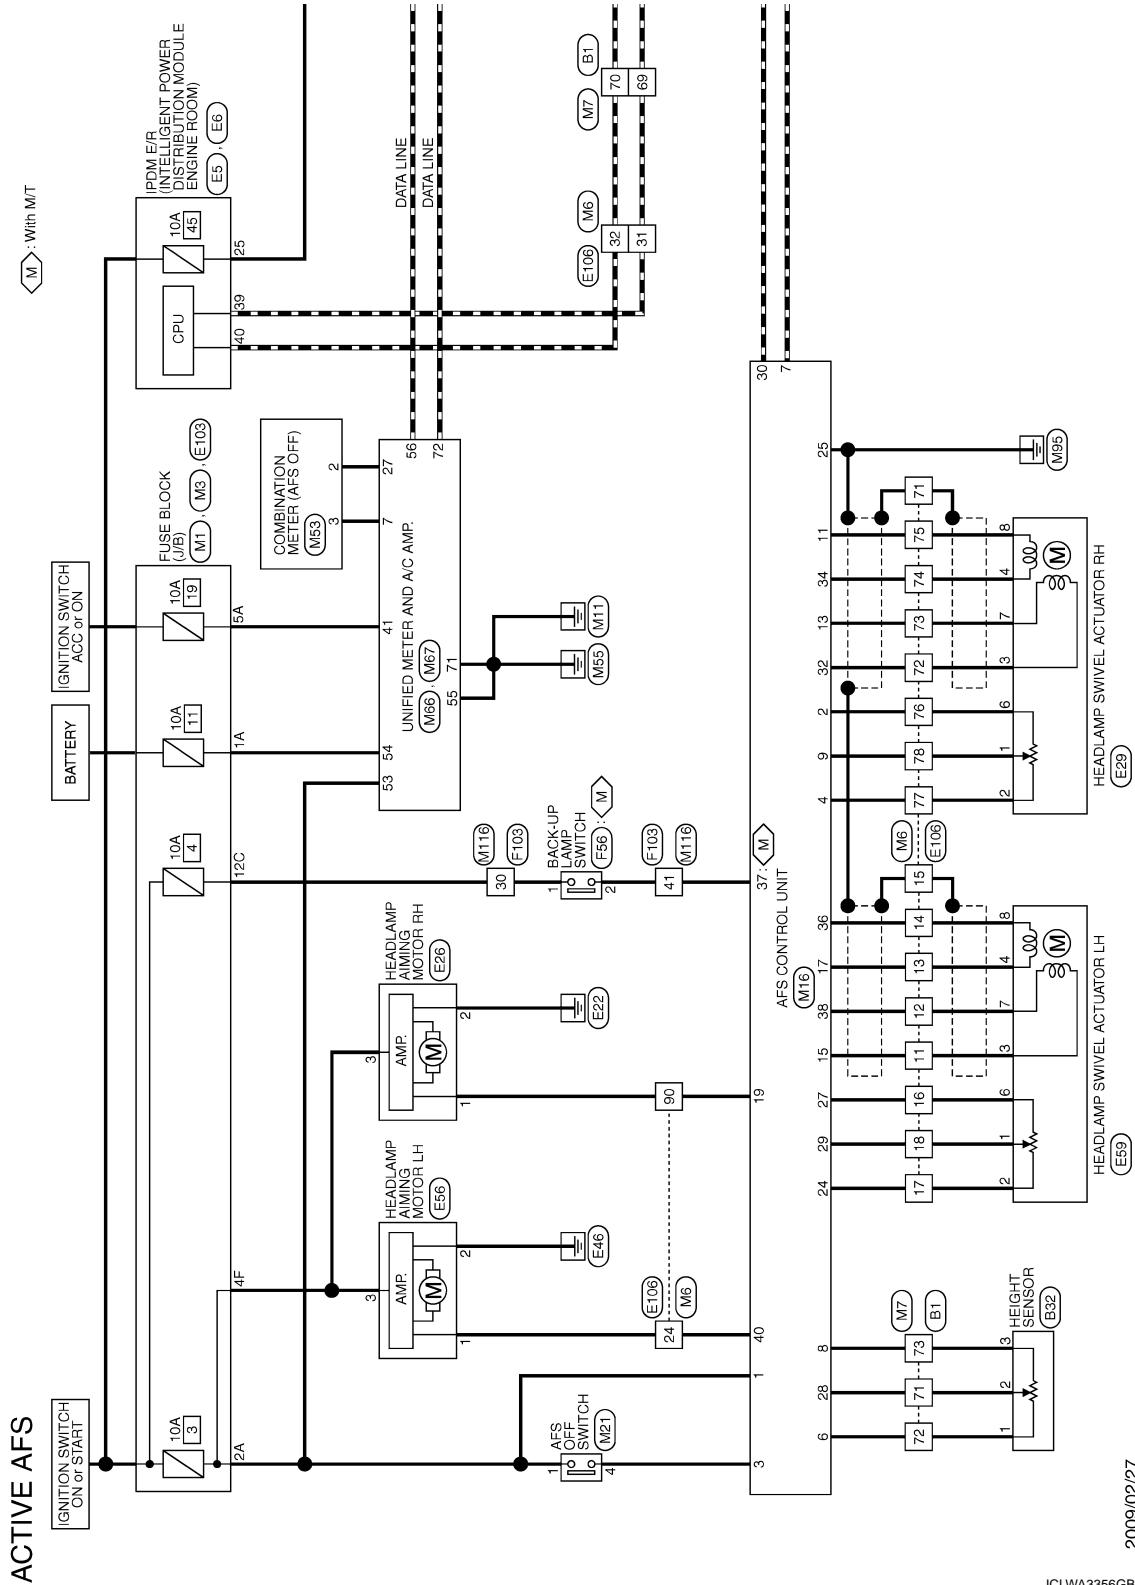 ACTIVE AFS
M : With M/T
IGNITION SWITCH
ON or START
BATTERY
IGNITION SWITCH
ACC or ON
10A
3
10A
4
10A
11
10A
19
FUSE BLOCK
(J/B)
M1 , M3 , E103
10A
45
CPU
IPDM E/R
(INTELLIGENT POWER
DISTRIBUTION MODULE
ENGINE ROOM)
E5 , E6
2A
4F
12C
1A
5A
40
39
25
COMBINATION
METER (AFS OFF)
M53
3
2
53
54
41
7
27
56
72
UNIFIED METER AND A/C AMP.
M66 , M67
55
71
M55
M11
DATA LINE
DATA LINE
HEADLAMP
AIMING
MOTOR LH
E56
3
AMP.
M
1
2
E46
HEADLAMP
AIMING
MOTOR RH
E26
3
AMP.
M
1
2
E22
M116
F103
30
BACK-UP
LAMP
SWITCH
F56 : M
1
2
F103
M116
41
AFS
OFF
SWITCH
M21
1
4
E106
M6
24
90
E106
M6
32
31
M7
B1
70
69
3
1
40
19
37 : M
AFS CONTROL UNIT
M16
30
7
6
28
8
24
29
27
15
38
17
36
4
9
2
32
13
34
11
25
M7
B1
72
71
73
17
18
16
11
12
13
14
15
M6
E106
77
78
76
72
73
74
75
71
1
2
3
HEIGHT
SENSOR
B32
2
1
6
3
7
4
8
M
HEADLAMP SWIVEL ACTUATOR LH
E59
2
1
6
3
7
4
8
M
HEADLAMP SWIVEL ACTUATOR RH
E29
M95
2009/02/27
JCLWA3356GB